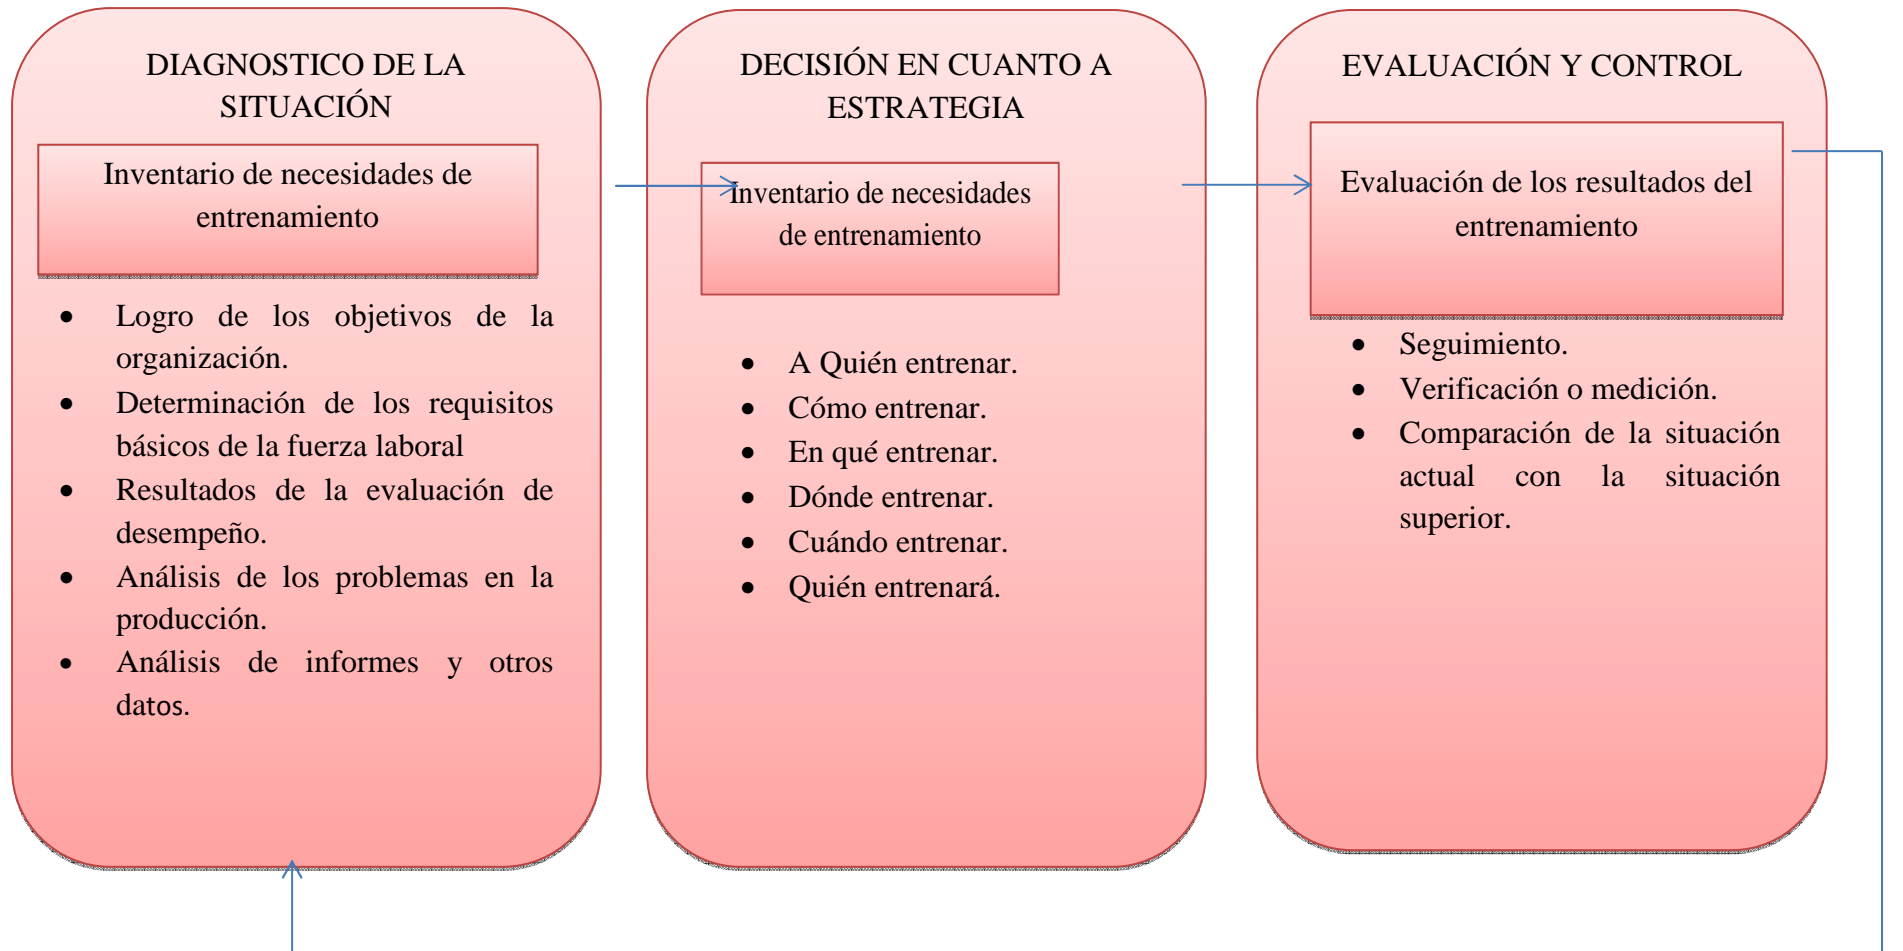 DIAGNOSTICO DE LA
SITUACIÓN
Inventario de necesidades de
entrenamiento
• Logro de los objetivos de la
organización.
• Determinación de los requisitos
básicos de la fuerza laboral
• Resultados de la evaluación de
desempeño.
• Análisis de los problemas en la
producción.
• Análisis de informes y otros
datos.
DECISIÓN EN CUANTO A
ESTRATEGIA
Inventario de necesidades
de entrenamiento
• A Quién entrenar.
• Cómo entrenar.
• En qué entrenar.
• Dónde entrenar.
• Cuándo entrenar.
• Quién entrenará.
EVALUACIÓN Y CONTROL
Evaluación de los resultados del
entrenamiento
• Seguimiento.
• Verificación o medición.
• Comparación de la situación
actual con la situación
superior.